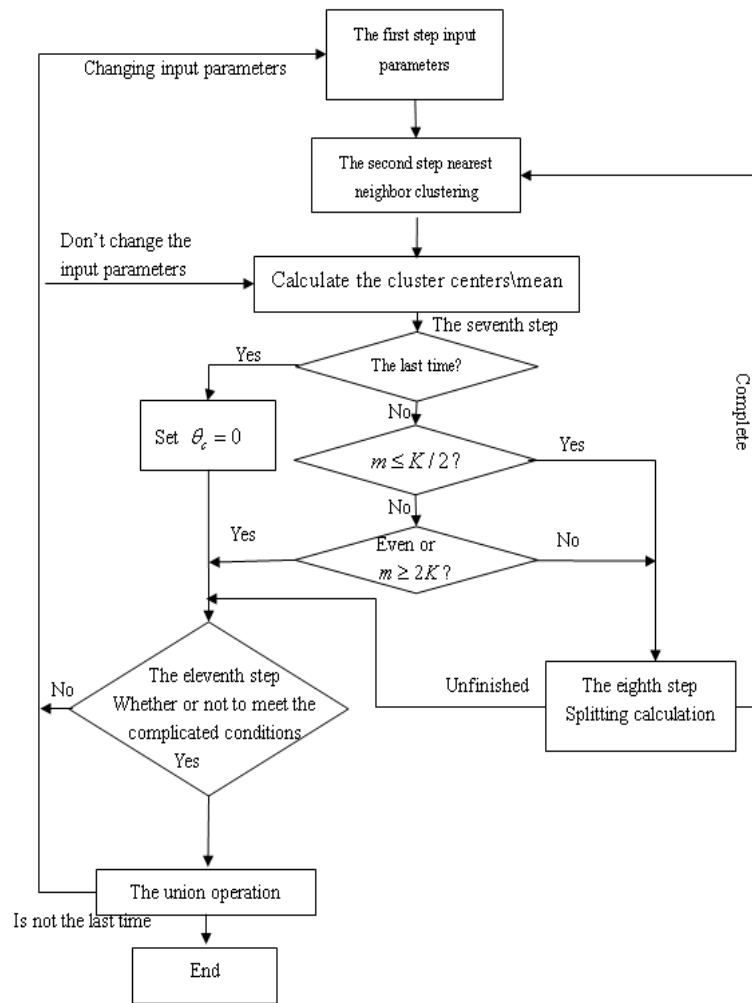 The first step input
parameters
Changing input parameters
The second step nearest
neighbor clustering
Don't change the
input parameters
Calculate the cluster centers\mean
The seventh step
Yes
The last time?
No
Set θ_c = 0
m ≤ K / 2 ?
Yes
Complete
No
Yes
Even or
m ≥ 2K ?
No
The eleventh step
No
Whether or not to meet the
complicated conditions
Yes
Unfinished
The eighth step
Splitting calculation
The union operation
Is not the last time
End